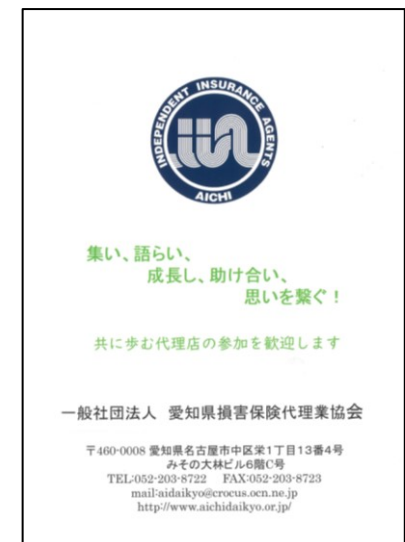 INDEPENDENT INSURANCE AGENTS
iia
AICHI
集い、語らい、
成長し、助け合い、
思いを繋ぐ!
共に歩む代理店の参加を歓迎します
一般社団法人 愛知県損害保険代理業協会
〒460-0008 愛知県名古屋市中区栄1丁目13番4号
みその大林ビル6階C号
TEL:052-203-8722 FAX:052-203-8723
mail:aidaikyo@crocus.ocn.ne.jp
http://www.aichidaikyo.or.jp/